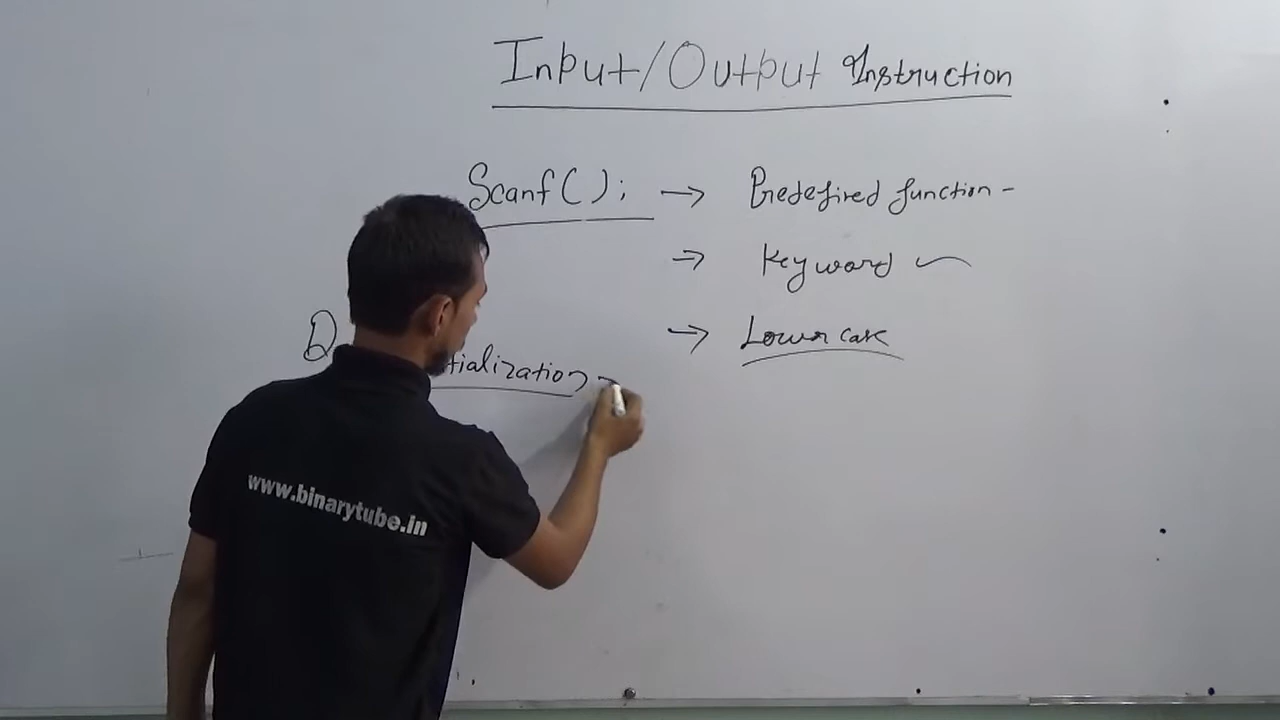 Input/Output Instruction
Scanf(); → Predefined function -
→ Keyword
→ Lower case
D tialization
www.binarytube.in